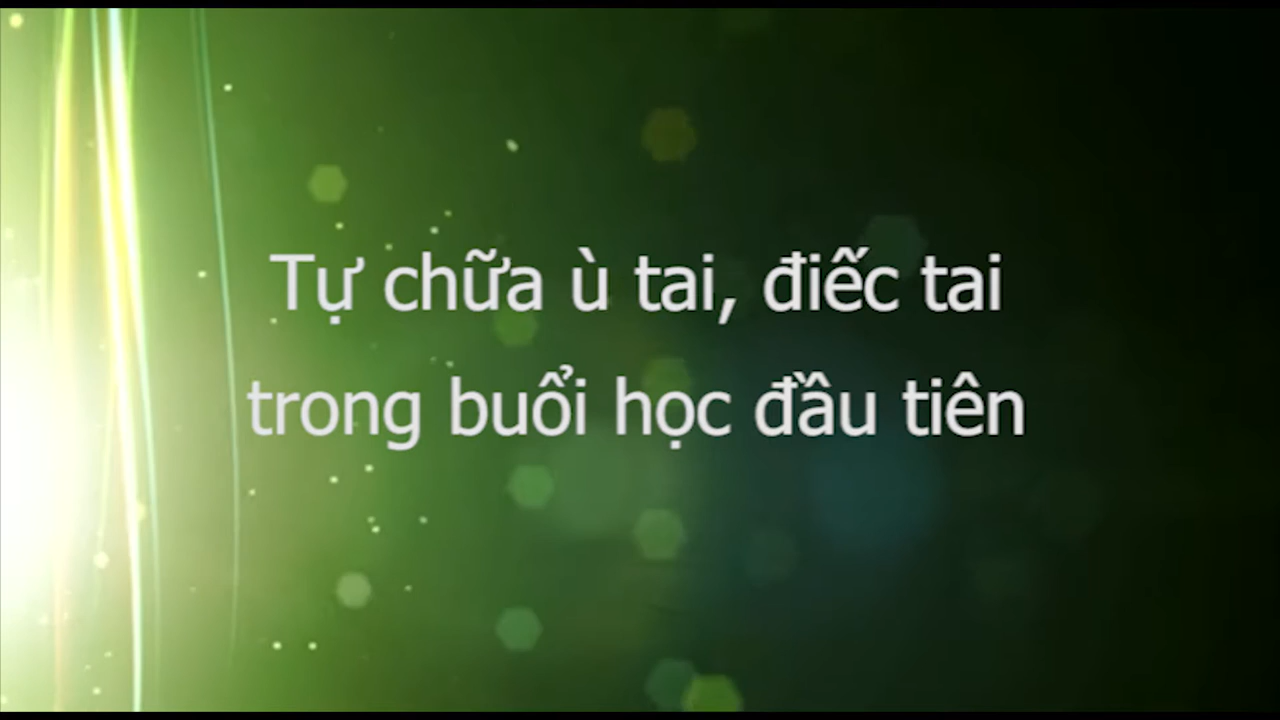 Tự chữa ù tai, điếc tai
trong buổi học đầu tiên